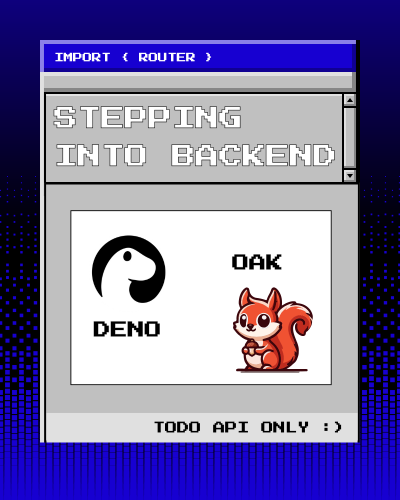 IMPORT { ROUTER }
STEPPING
INTO BACKEND
OAK
DENO
TODO API ONLY :)